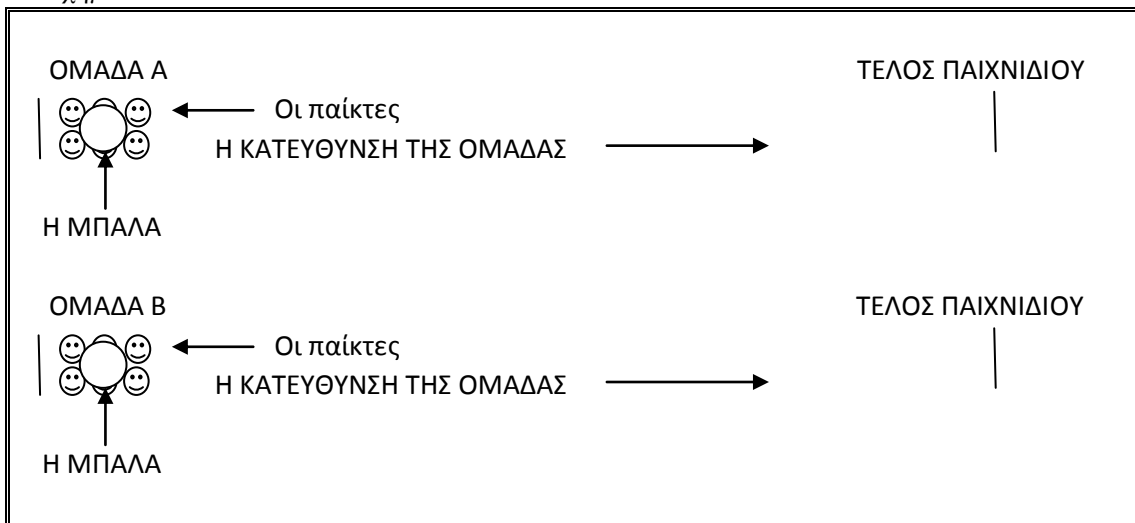 ΟΜΑΔΑ Α ΤΕΛΟΣ ΠΑΙΧΝΙΔΙΟΥ
Οι παίκτες
Η ΚΑΤΕΥΘΥΝΣΗ ΤΗΣ ΟΜΑΔΑΣ
Η ΜΠΑΛΑ
ΟΜΑΔΑ Β ΤΕΛΟΣ ΠΑΙΧΝΙΔΙΟΥ
Οι παίκτες
Η ΚΑΤΕΥΘΥΝΣΗ ΤΗΣ ΟΜΑΔΑΣ
Η ΜΠΑΛΑ